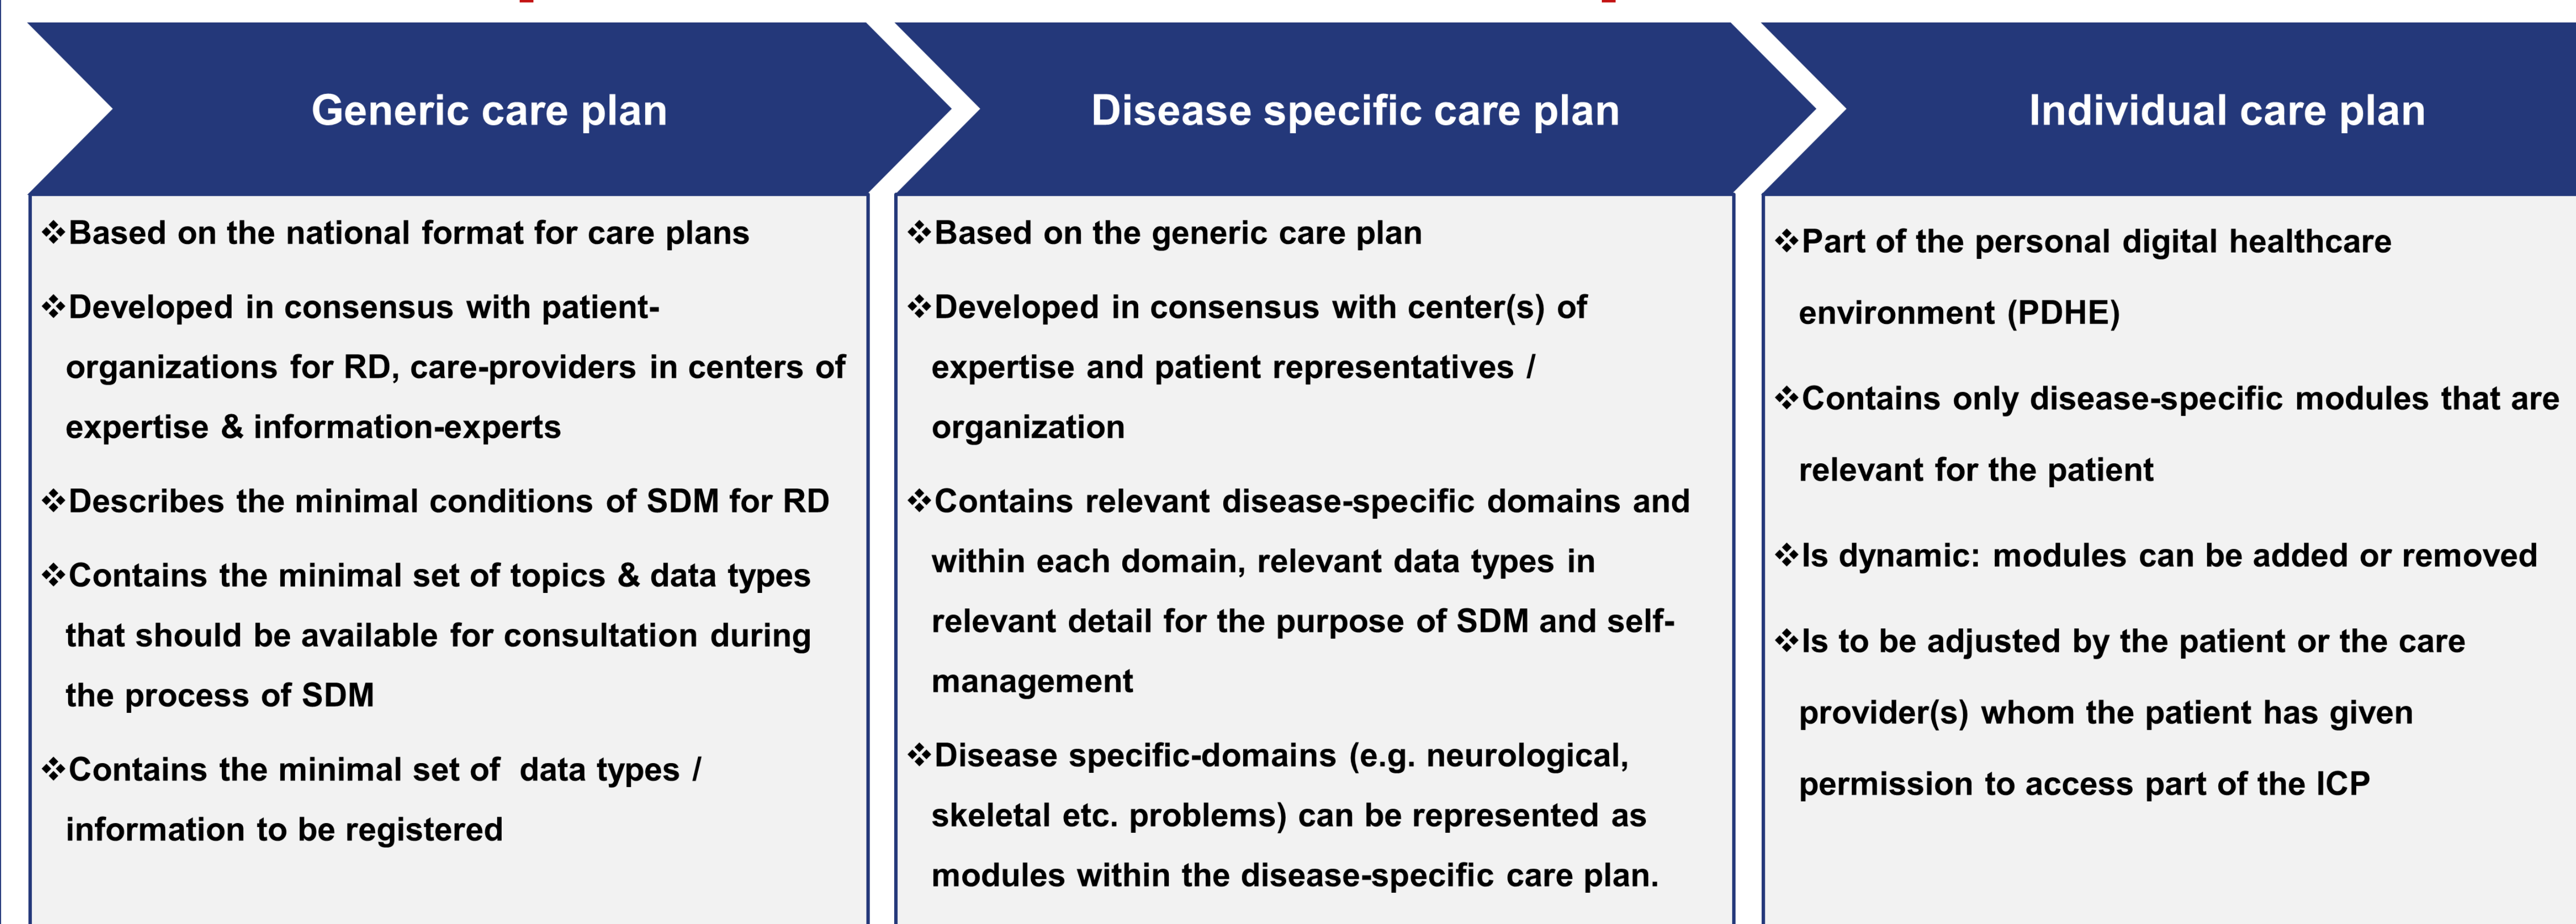 Generic care plan
❖Based on the national format for care plans
❖Developed in consensus with patient-
organizations for RD, care-providers in centers of
expertise & information-experts
❖Describes the minimal conditions of SDM for RD
❖Contains the minimal set of topics & data types
that should be available for consultation during
the process of SDM
❖Contains the minimal set of  data types /
information to be registered
Disease specific care plan
❖Based on the generic care plan
❖Developed in consensus with center(s) of
expertise and patient representatives /
organization
❖Contains relevant disease-specific domains and
within each domain, relevant data types in
relevant detail for the purpose of SDM and self-
management
❖Disease specific-domains (e.g. neurological,
skeletal etc. problems) can be represented as
modules within the disease-specific care plan.
Individual care plan
❖Part of the personal digital healthcare
environment (PDHE)
❖Contains only disease-specific modules that are
relevant for the patient
❖Is dynamic: modules can be added or removed
❖Is to be adjusted by the patient or the care
provider(s) whom the patient has given
permission to access part of the ICP